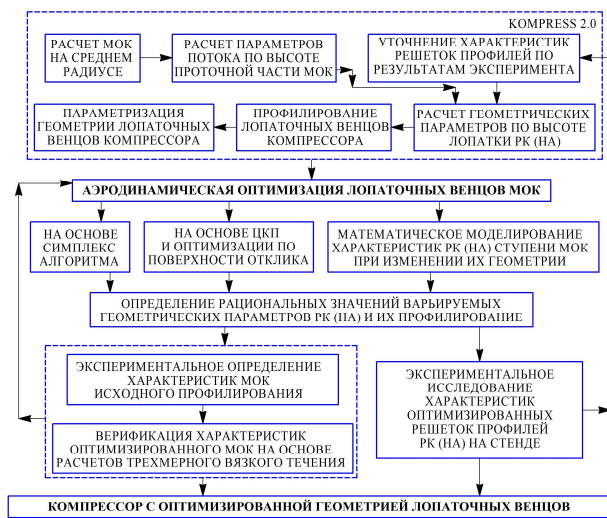 KOMPRESS 2.0
РАСЧЕТ МОК
НА СРЕДНЕМ
РАДИУСЕ
РАСЧЕТ ПАРАМЕТРОВ
ПОТОКА ПО ВЫСОТЕ
ПРОТОЧНОЙ ЧАСТИ МОК
УТОЧНЕНИЕ ХАРАКТЕРИСТИК
РЕШЕТОК ПРОФИЛЕЙ ПО
РЕЗУЛЬТАТАМ ЭКСПЕРИМЕНТА
ПАРАМЕТРИЗАЦИЯ
ГЕОМЕТРИИ ЛОПАТОЧНЫХ
ВЕНЦОВ КОМПРЕССОРА
ПРОФИЛИРОВАНИЕ
ЛОПАТОЧНЫХ ВЕНЦОВ
КОМПРЕССОРА
РАСЧЕТ ГЕОМЕТРИЧЕСКИХ
ПАРАМЕТРОВ ПО ВЫСОТЕ
ЛОПАТКИ РК (НА)
АЭРОДИНАМИЧЕСКАЯ ОПТИМИЗАЦИЯ ЛОПАТОЧНЫХ ВЕНЦОВ МОК
НА ОСНОВЕ
СИМПЛЕКС
АЛГОРИТМА
НА ОСНОВЕ ЦКП
И ОПТИМИЗАЦИИ ПО
ПОВЕРХНОСТИ ОТКЛИКА
МАТЕМАТИЧЕСКОЕ МОДЕЛИРОВАНИЕ
ХАРАКТЕРИСТИК РК (НА) СТУПЕНИ МОК
ПРИ ИЗМЕНЕНИИ ИХ ГЕОМЕТРИИ
ОПРЕДЕЛЕНИЕ РАЦИОНАЛЬНЫХ ЗНАЧЕНИЙ ВАРЬИРУЕМЫХ
ГЕОМЕТРИЧЕСКИХ ПАРАМЕТРОВ РК (НА) И ИХ ПРОФИЛИРОВАНИЕ
ЭКСПЕРИМЕНТАЛЬНОЕ ОПРЕДЕЛЕНИЕ
ХАРАКТЕРИСТИК МОК
ИСХОДНОГО ПРОФИЛИРОВАНИЯ
ВЕРИФИКАЦИЯ ХАРАКТЕРИСТИК
ОПТИМИЗИРОВАННОГО МОК НА ОСНОВЕ
РАСЧЕТОВ ТРЕХМЕРНОГО ВЯЗКОГО ТЕЧЕНИЯ
ЭКСПЕРИМЕНТАЛЬНОЕ
ИССЛЕДОВАНИЕ
ХАРАКТЕРИСТИК
ОПТИМИЗИРОВАННЫХ
РЕШЕТОК ПРОФИЛЕЙ
РК (НА) НА СТЕНДЕ
КОМПРЕССОР С ОПТИМИЗИРОВАННОЙ ГЕОМЕТРИЕЙ ЛОПАТОЧНЫХ ВЕНЦОВ